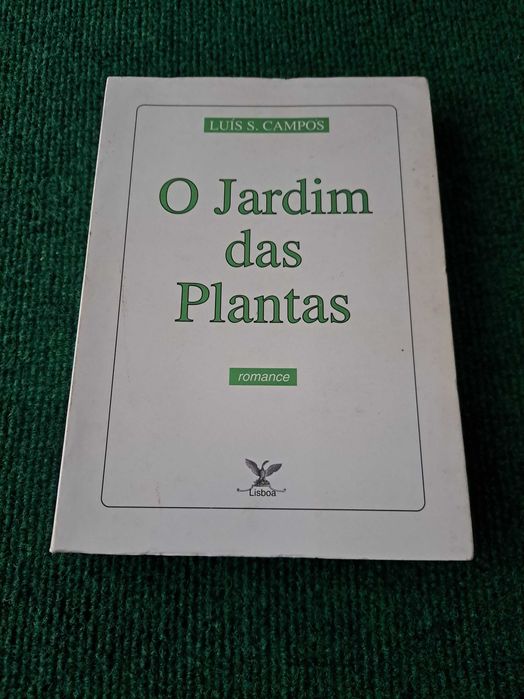 LUÍS S. CAMPOS
O Jardim
das
Plantas
romance
Lisboa